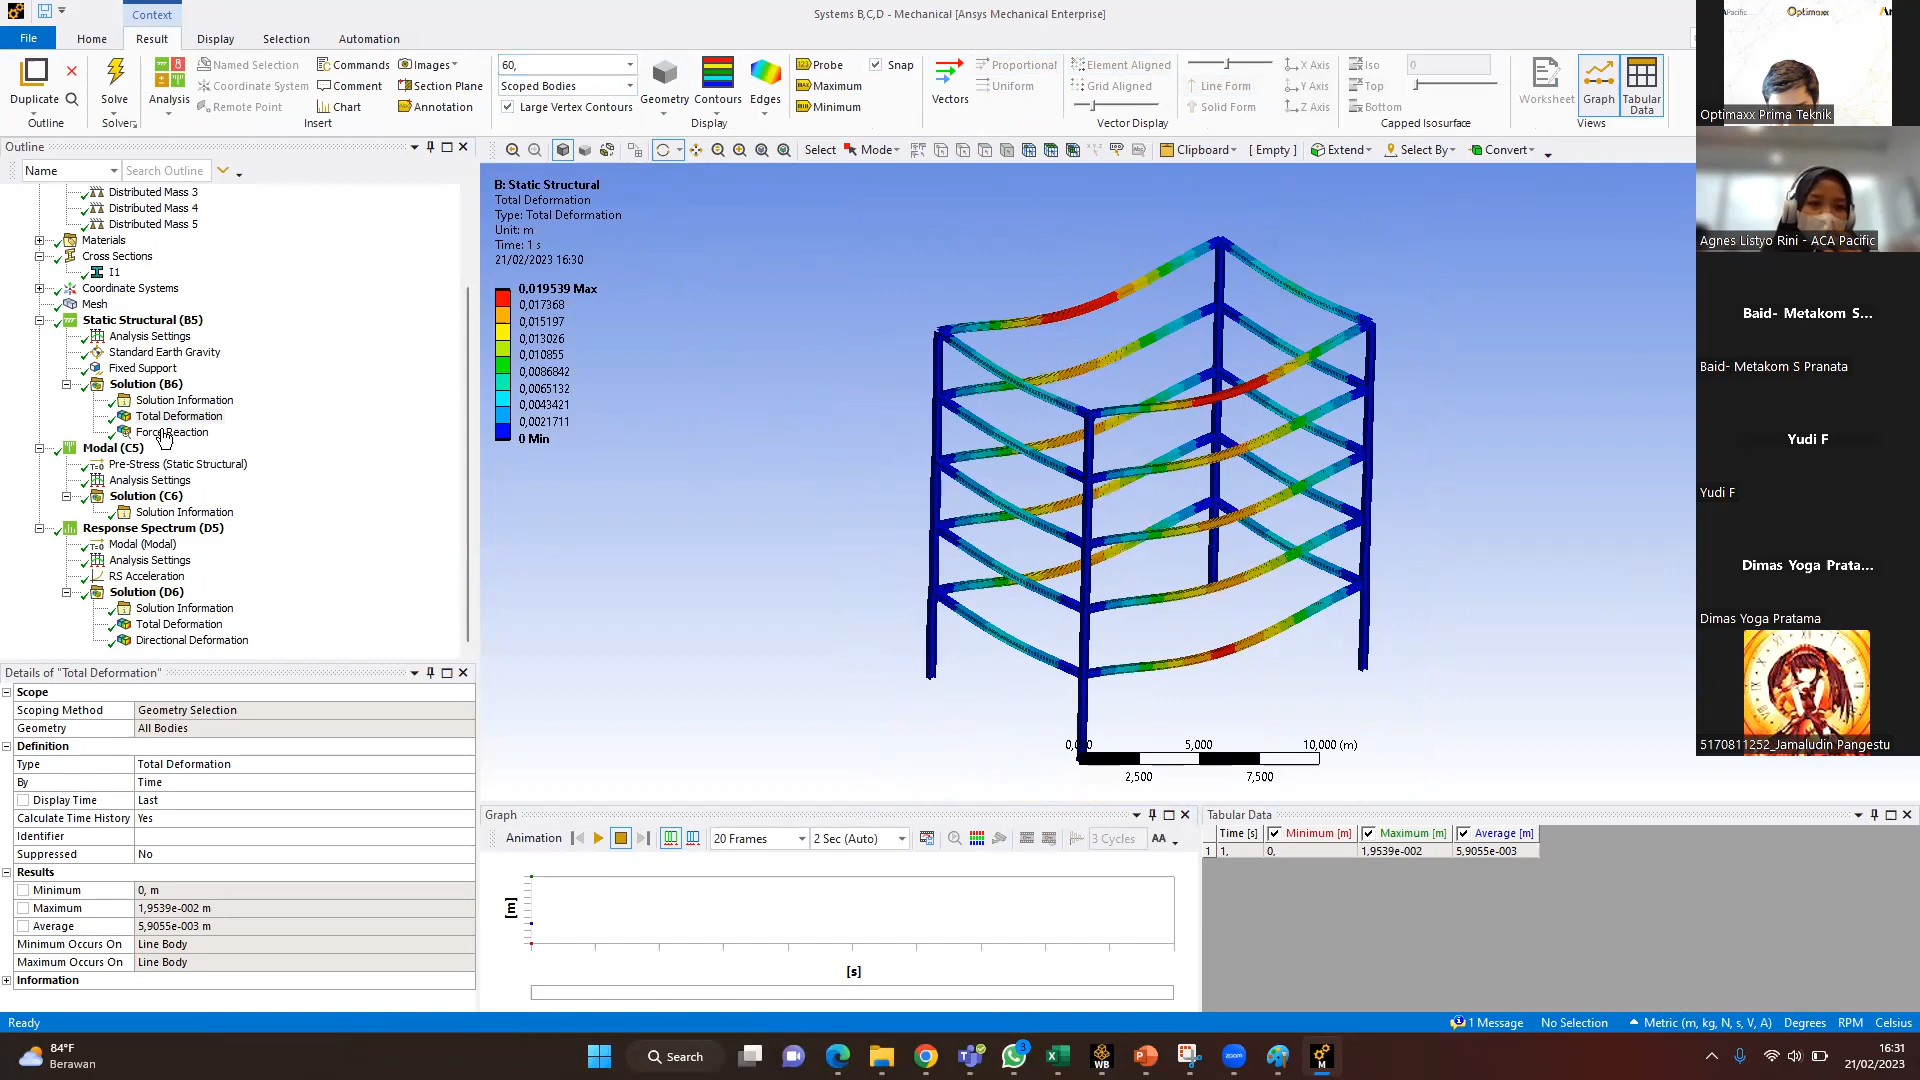 Context
Systems B,C,D - Mechanical [Ansys Mechanical Enterprise]
File
Home
Result
Display
Selection
Automation
Duplicate
Outline
Solve
Solver
Analysis
Named Selection
Coordinate System
Remote Point
Commands
Comment
Chart
Images
Section Plane
Annotation
Insert
60,
Scoped Bodies
Large Vertex Contours
Geometry
Contours
Edges
Display
Probe
Maximum
Minimum
Snap
Vectors
Proportional
Uniform
Element Aligned
Grid Aligned
Line Form
Solid Form
X Axis
Y Axis
Z Axis
Vector Display
Iso
Top
Bottom
0
Capped Isosurface
Worksheet
Graph
Tabular Data
Views
Outline
Name
Search Outline
Select
Mode
Clipboard
[ Empty ]
Extend
Select By
Convert
Distributed Mass 3
Distributed Mass 4
Distributed Mass 5
Materials
Cross Sections
I1
Coordinate Systems
Mesh
Static Structural (B5)
Analysis Settings
Standard Earth Gravity
Fixed Support
Solution (B6)
Solution Information
Total Deformation
Force Reaction
Modal (C5)
Pre-Stress (Static Structural)
Analysis Settings
Solution (C6)
Solution Information
Response Spectrum (D5)
Modal (Modal)
Analysis Settings
RS Acceleration
Solution (D6)
Solution Information
Total Deformation
Directional Deformation
B: Static Structural
Total Deformation
Type: Total Deformation
Unit: m
Time: 1 s
21/02/2023 16:30
0,019539 Max
0,017368
0,015197
0,013026
0,010855
0,0086842
0,0065132
0,0043421
0,0021711
0 Min
5,000
10,000 (m)
2,500
7,500
Details of "Total Deformation"
Scope
Scoping Method Geometry Selection
Geometry All Bodies
Definition
Type Total Deformation
By Time
Display Time Last
Calculate Time History Yes
Identifier
Suppressed No
Results
Minimum 0, m
Maximum 1,9539e-002 m
Average 5,9055e-003 m
Minimum Occurs On Line Body
Maximum Occurs On Line Body
Information
Graph
Animation
20 Frames
2 Sec (Auto)
3 Cycles
AA
[m]
[s]
Tabular Data
Time [s] Minimum [m] Maximum [m] Average [m]
1 1, 0, 1,9539e-002 5,9055e-003
Optimaxx
Optimaxx Prima Teknik
Agnes Listyo Rini - ACA Pacific
Baid- Metakom S...
Baid- Metakom S Pranata
Yudi F
Yudi F
Dimas Yoga Prata...
Dimas Yoga Pratama
5170811252_Jamaludin Pangestu
Ready
1 Message
No Selection
Metric (m, kg, N, s, V, A)
Degrees
RPM
Celsius
84°F
Berawan
Search
3
WB
zoom
M
16:31
21/02/2023